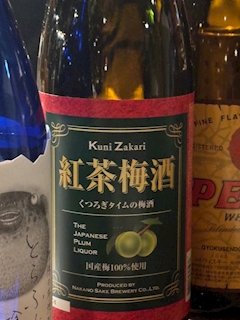 Kuni Zakari
紅茶梅酒
くつろぎタイムの梅酒
THE
JAPANESE
PLUM
LIQUOR
国産梅100%使用
PRODUCED BY
NAKANO SAKE BREWERY CO.,LTD.